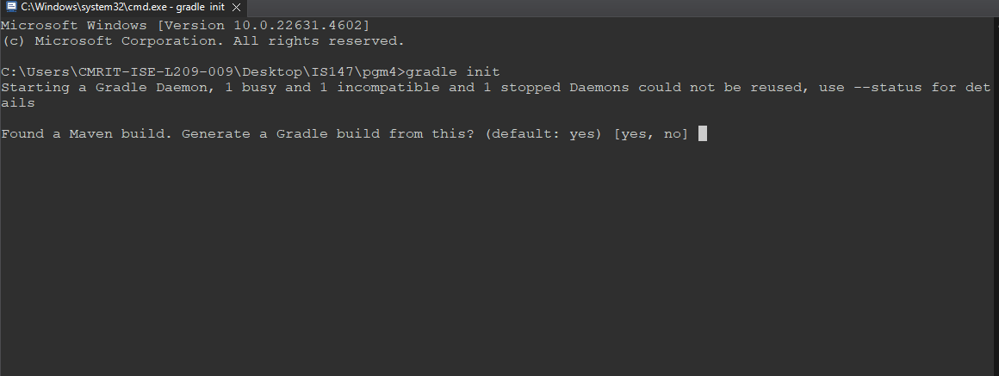 C:\Windows\system32\cmd.exe - gradle init
Microsoft Windows [Version 10.0.22631.4602]
(c) Microsoft Corporation. All rights reserved.
C:\Users\CMRIT-ISE-L209-009\Desktop\IS147\pgm4>gradle init
Starting a Gradle Daemon, 1 busy and 1 incompatible and 1 stopped Daemons could not be reused, use --status for det
ails
Found a Maven build. Generate a Gradle build from this? (default: yes) [yes, no]